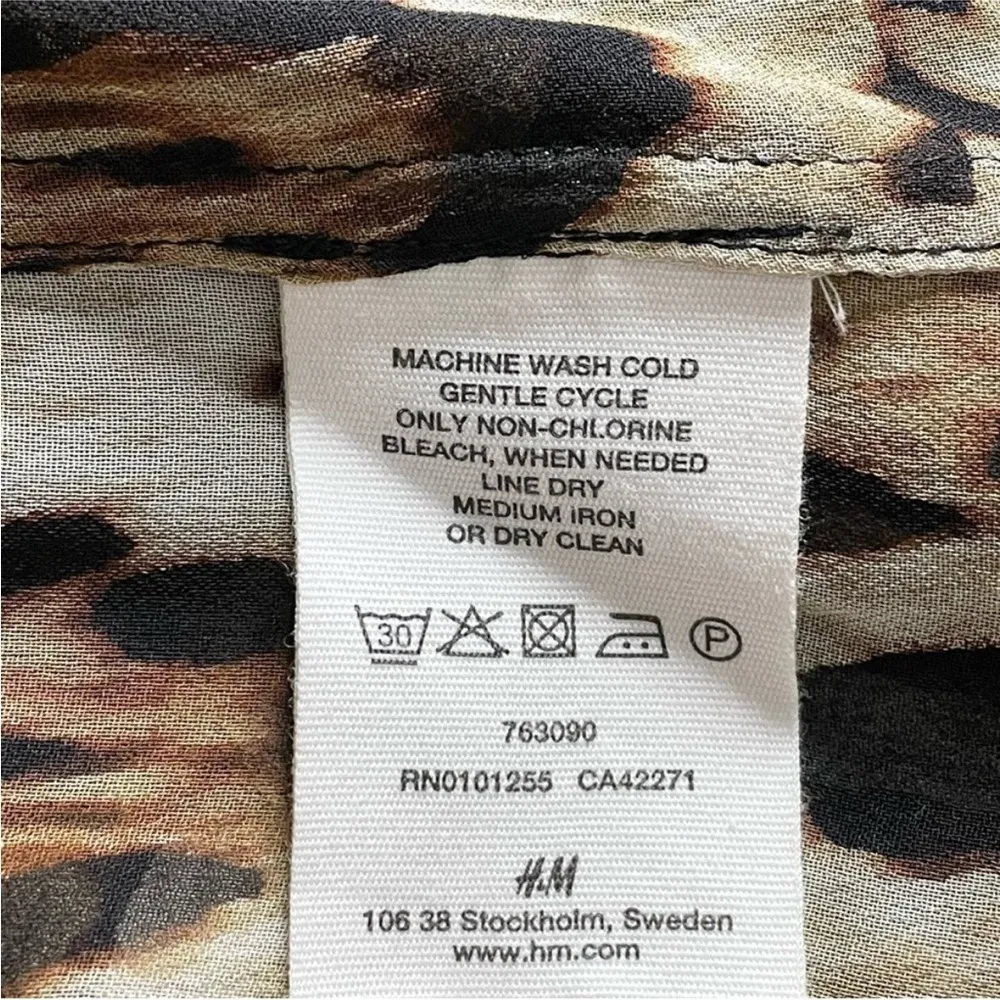 MACHINE WASH COLD
GENTLE CYCLE
ONLY NON-CHLORINE
BLEACH, WHEN NEEDED
LINE DRY
MEDIUM IRON
OR DRY CLEAN
30 P
763090
RN0101255 CA42271
H&M
106 38 Stockholm, Sweden
www.hm.com